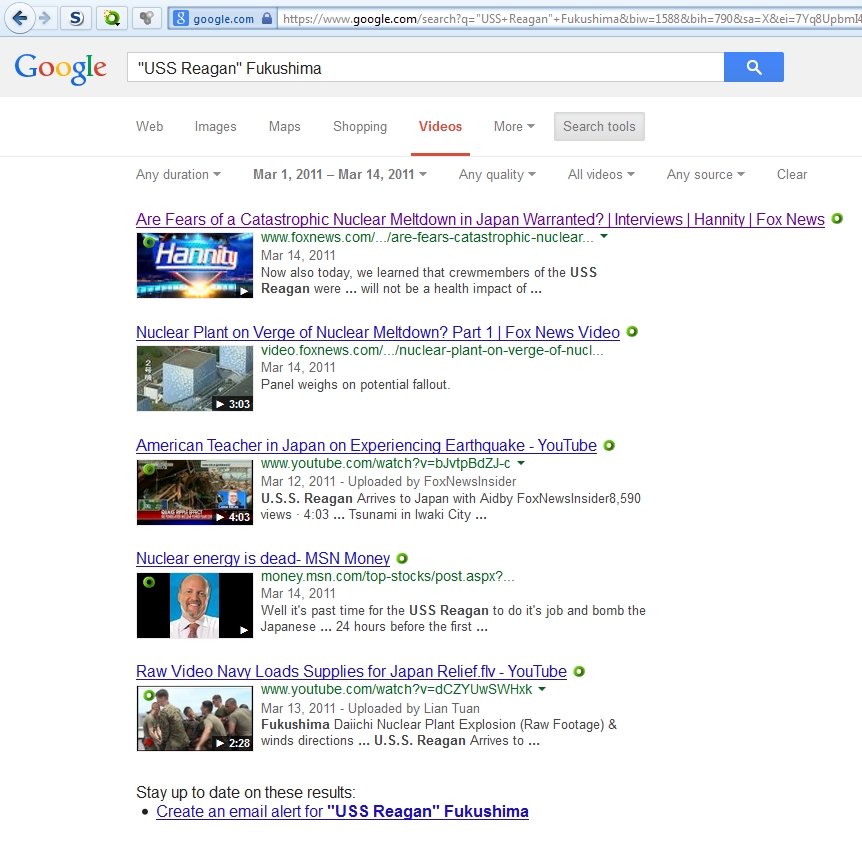 S google.com https://www.google.com/search?q="USS+Reagan"+Fukushima&biw=1588&bih=790&sa=X&ei=7Yq8Upbml4
Google "USS Reagan" Fukushima
Web Images Maps Shopping Videos More Search tools
Any duration Mar 1, 2011 – Mar 14, 2011 Any quality All videos Any source Clear
Are Fears of a Catastrophic Nuclear Meltdown in Japan Warranted? | Interviews | Hannity | Fox News
Hannity
www.foxnews.com/.../are-fears-catastrophic-nuclear...
Mar 14, 2011
Now also today, we learned that crewmembers of the USS
Reagan were ... will not be a health impact of ...
Nuclear Plant on Verge of Nuclear Meltdown? Part 1 | Fox News Video
2号機
3:03
video.foxnews.com/.../nuclear-plant-on-verge-of-nucl...
Mar 14, 2011
Panel weighs on potential fallout.
American Teacher in Japan on Experiencing Earthquake - YouTube
QUAKE RIPPLE EFFECT
4:03
www.youtube.com/watch?v=bJvtpBdZJ-c
Mar 12, 2011 - Uploaded by FoxNewsInsider
U.S.S. Reagan Arrives to Japan with Aidby FoxNewsInsider8,590
views · 4:03 ... Tsunami in Iwaki City ...
Nuclear energy is dead- MSN Money
money.msn.com/top-stocks/post.aspx?...
Mar 14, 2011
Well it's past time for the USS Reagan to do it's job and bomb the
Japanese ... 24 hours before the first ...
Raw Video Navy Loads Supplies for Japan Relief.flv - YouTube
2:28
www.youtube.com/watch?v=dCZYUwSWHxk
Mar 13, 2011 - Uploaded by Lian Tuan
Fukushima Daiichi Nuclear Plant Explosion (Raw Footage) &
winds directions ... U.S.S. Reagan Arrives to ...
Stay up to date on these results:
• Create an email alert for "USS Reagan" Fukushima